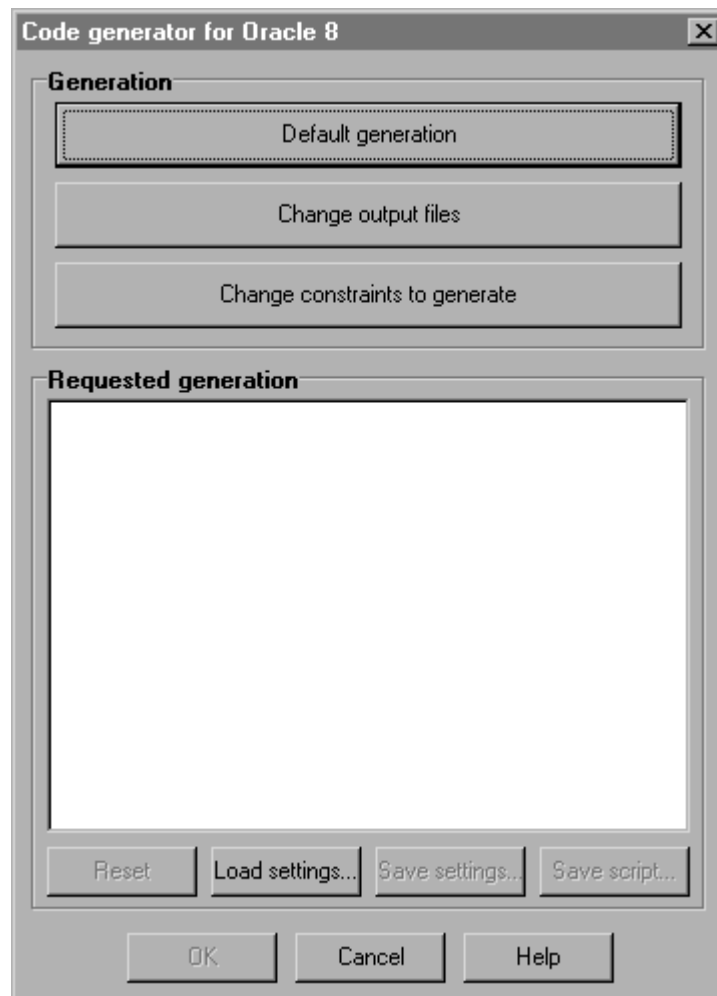 Code generator for Oracle 8
Generation
Default generation
Change output files
Change constraints to generate
Requested generation
Reset Load settings... Save settings... Save script...
OK Cancel Help